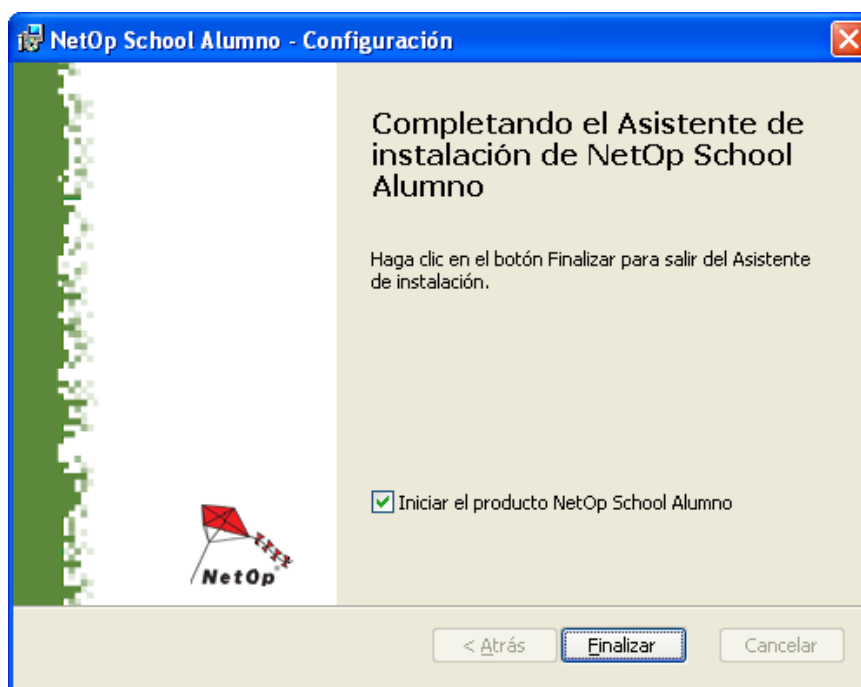 NetOp School Alumno - Configuración
Completando el Asistente de
instalación de NetOp School
Alumno
Haga clic en el botón Finalizar para salir del Asistente
de instalación.
Iniciar el producto NetOp School Alumno
NetOp
< Atrás
Finalizar
Cancelar